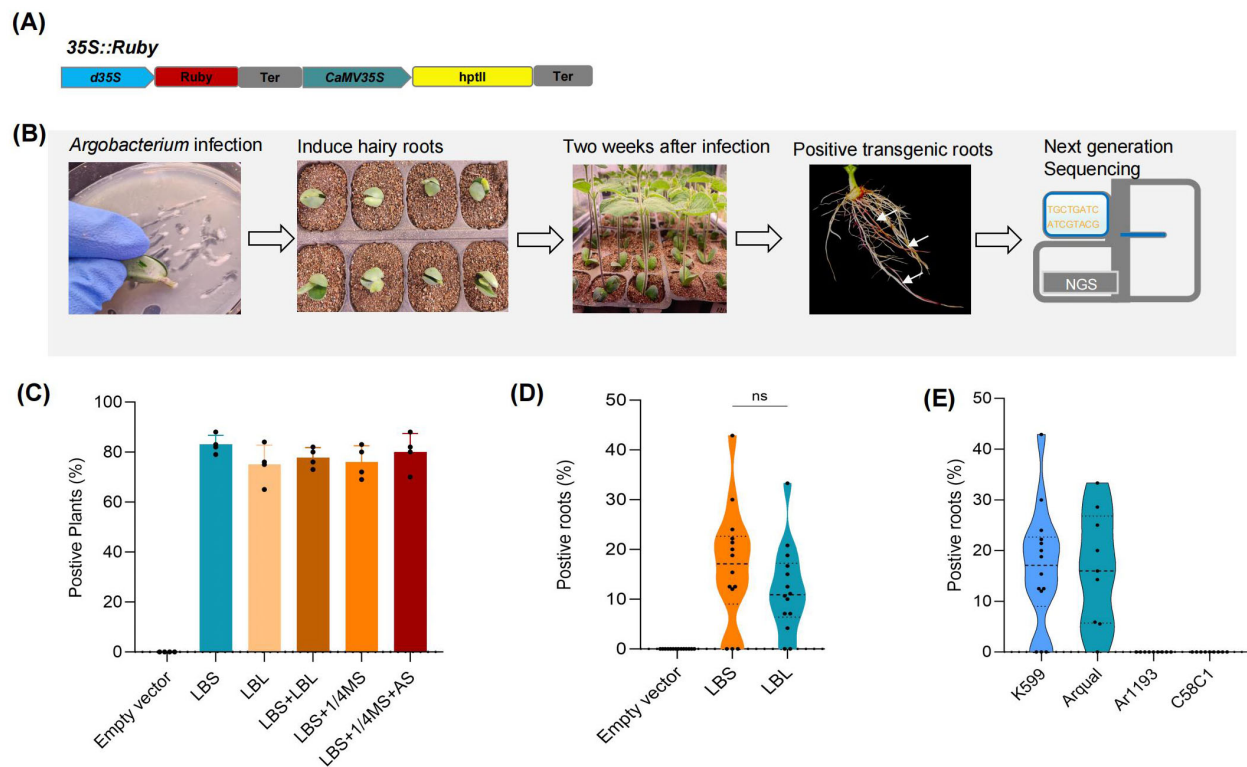 (A)
35S::Ruby
d35S Ruby Ter CaMV35S hptII Ter
(B)
Argobacterium infection
Induce hairy roots
Two weeks after infection
Positive transgenic roots
Next generation
Sequencing
TGCTGATC
ATCGTACG
NGS
(C)
Postive Plants (%)
100
80
60
40
20
0
Empty vector
LBS
LBL
LBS+LBL
LBS+1/4MS
LBS+1/4MS+AS
(D)
ns
Postive roots (%)
50
40
30
20
10
0
Empty vector
LBS
LBL
(E)
Postive roots (%)
50
40
30
20
10
0
K599
Arqual
Ar1193
C58C1